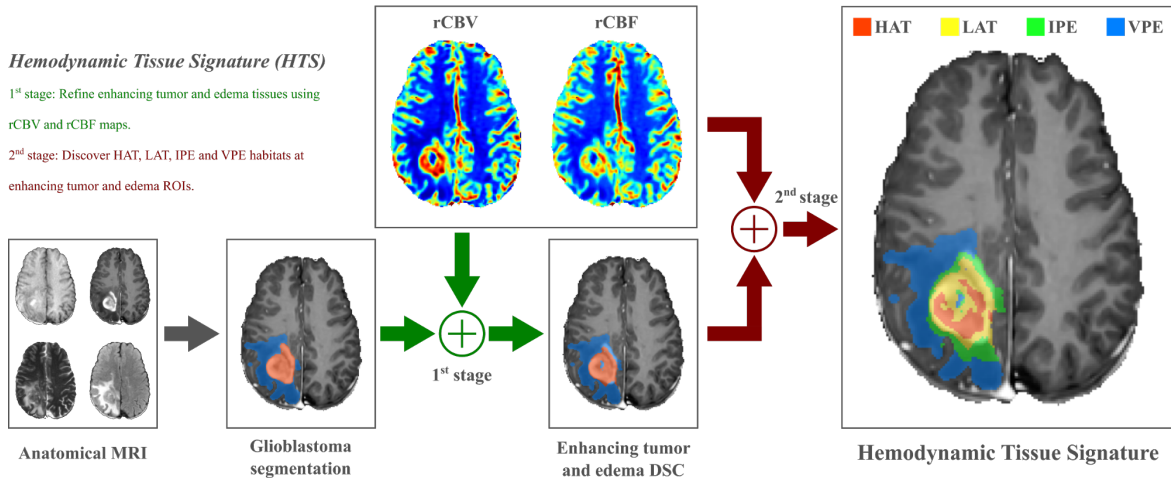 Hemodynamic Tissue Signature (HTS)
1st stage: Refine enhancing tumor and edema tissues using
rCBV and rCBF maps.
2nd stage: Discover HAT, LAT, IPE and VPE habitats at
enhancing tumor and edema ROIs.
rCBV
rCBF
HAT
LAT
IPE
VPE
2nd stage
1st stage
Anatomical MRI
Glioblastoma
segmentation
Enhancing tumor
and edema DSC
Hemodynamic Tissue Signature